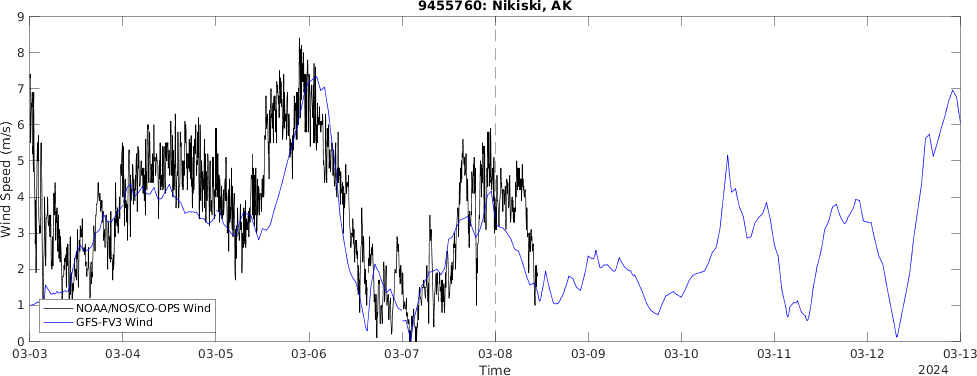 9455760: Nikiski, AK
Wind Speed (m/s)
9
8
7
6
5
4
3
2
1
0
NOAA/NOS/CO-OPS Wind
GFS-FV3 Wind
03-03 03-04 03-05 03-06 03-07 03-08 03-09 03-10 03-11 03-12 03-13
Time
2024